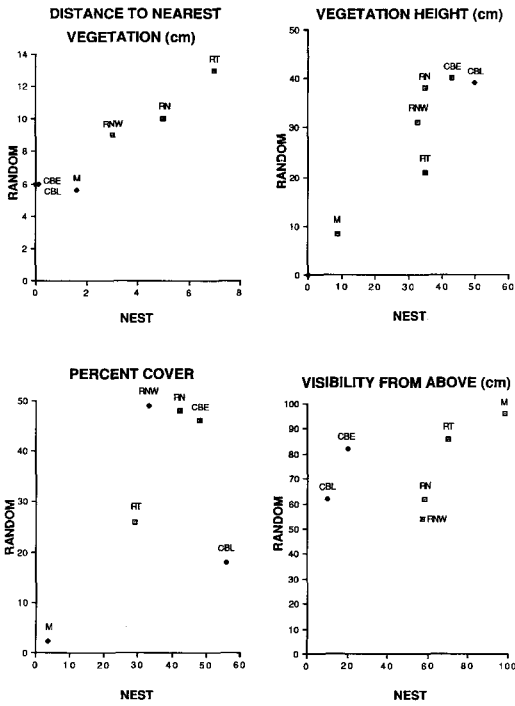 DISTANCE TO NEAREST
VEGETATION (cm)
14
12
10
8
6
4
2
0
RANDOM
RT
RN
RNW
CBE
CBL
M
0 2 4 6 8
NEST
VEGETATION HEIGHT (cm)
50
40
30
20
10
0
RANDOM
CBE
RN
CBL
RNW
RT
M
0 10 20 30 40 50 60
NEST
PERCENT COVER
50
40
30
20
10
0
RANDOM
RNW
RN
CBE
RT
CBL
M
0 10 20 30 40 50 60
NEST
VISIBILITY FROM ABOVE (cm)
100
90
80
70
60
50
40
30
20
10
0
RANDOM
M
RT
CBE
CBL
RN
RNW
0 20 40 60 80 100
NEST